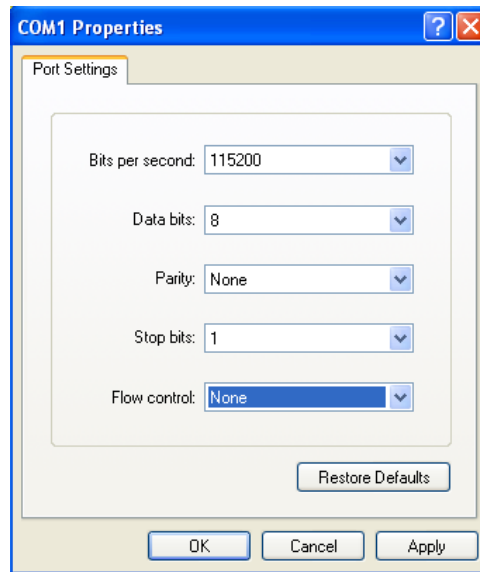 COM1 Properties
Port Settings
Bits per second: 115200
Data bits: 8
Parity: None
Stop bits: 1
Flow control: None
Restore Defaults
OK Cancel Apply